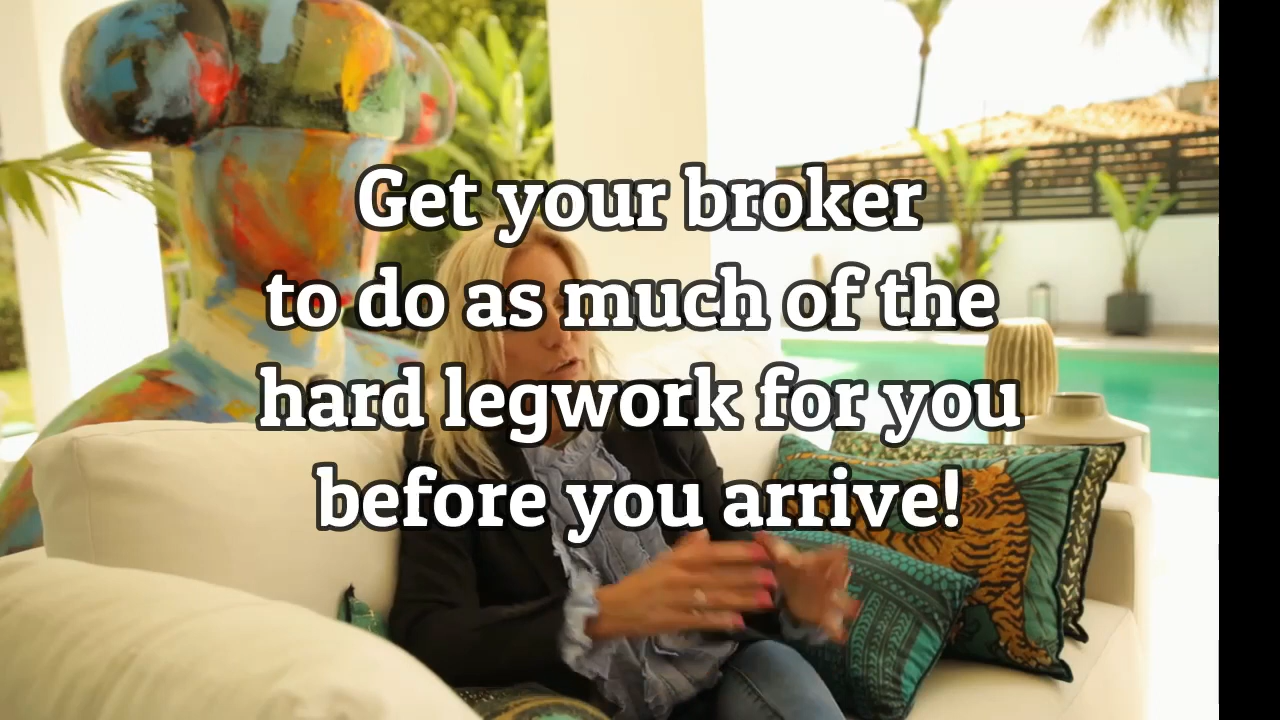 Get your broker
to do as much of the
hard legwork for you
before you arrive!